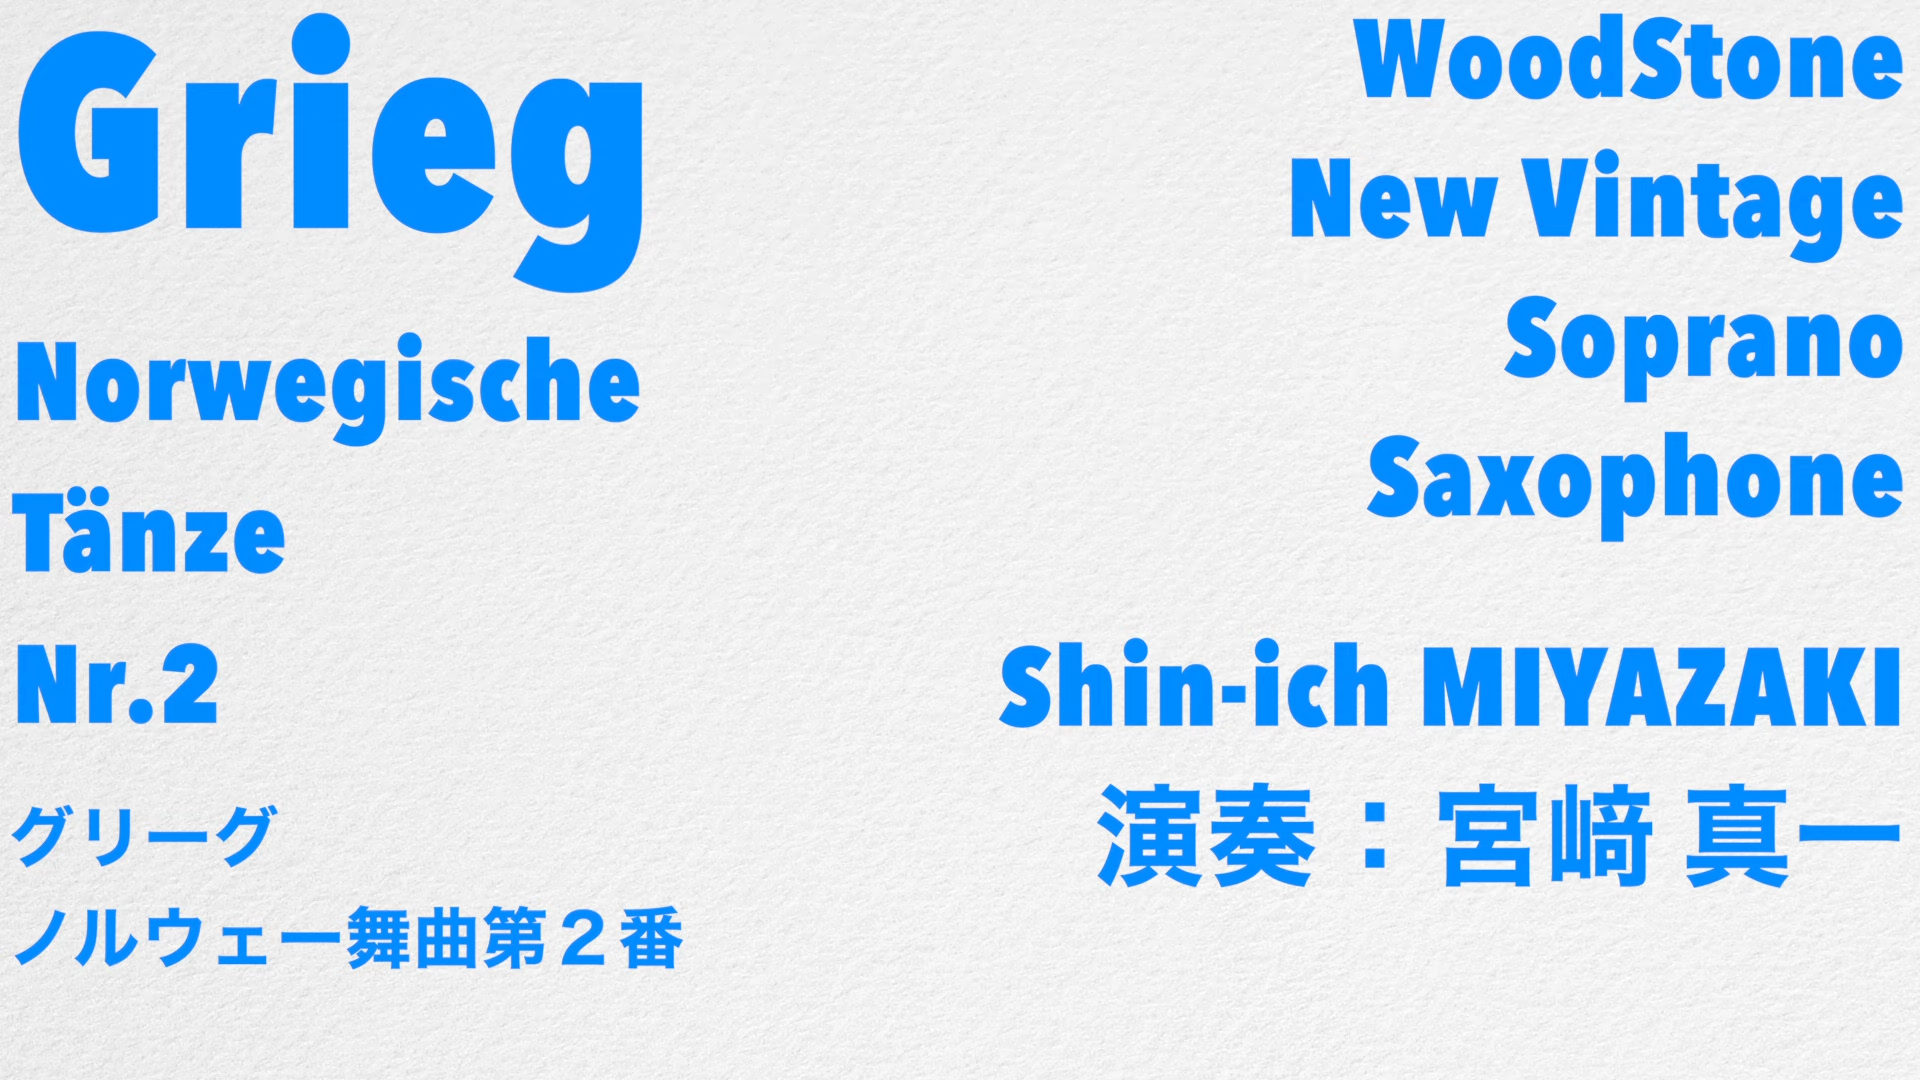 Grieg
Norwegische
Tänze
Nr.2
グリーグ
ノルウェー舞曲第２番
WoodStone
New Vintage
Soprano
Saxophone
Shin-ich MIYAZAKI
演奏：宮﨑 真一